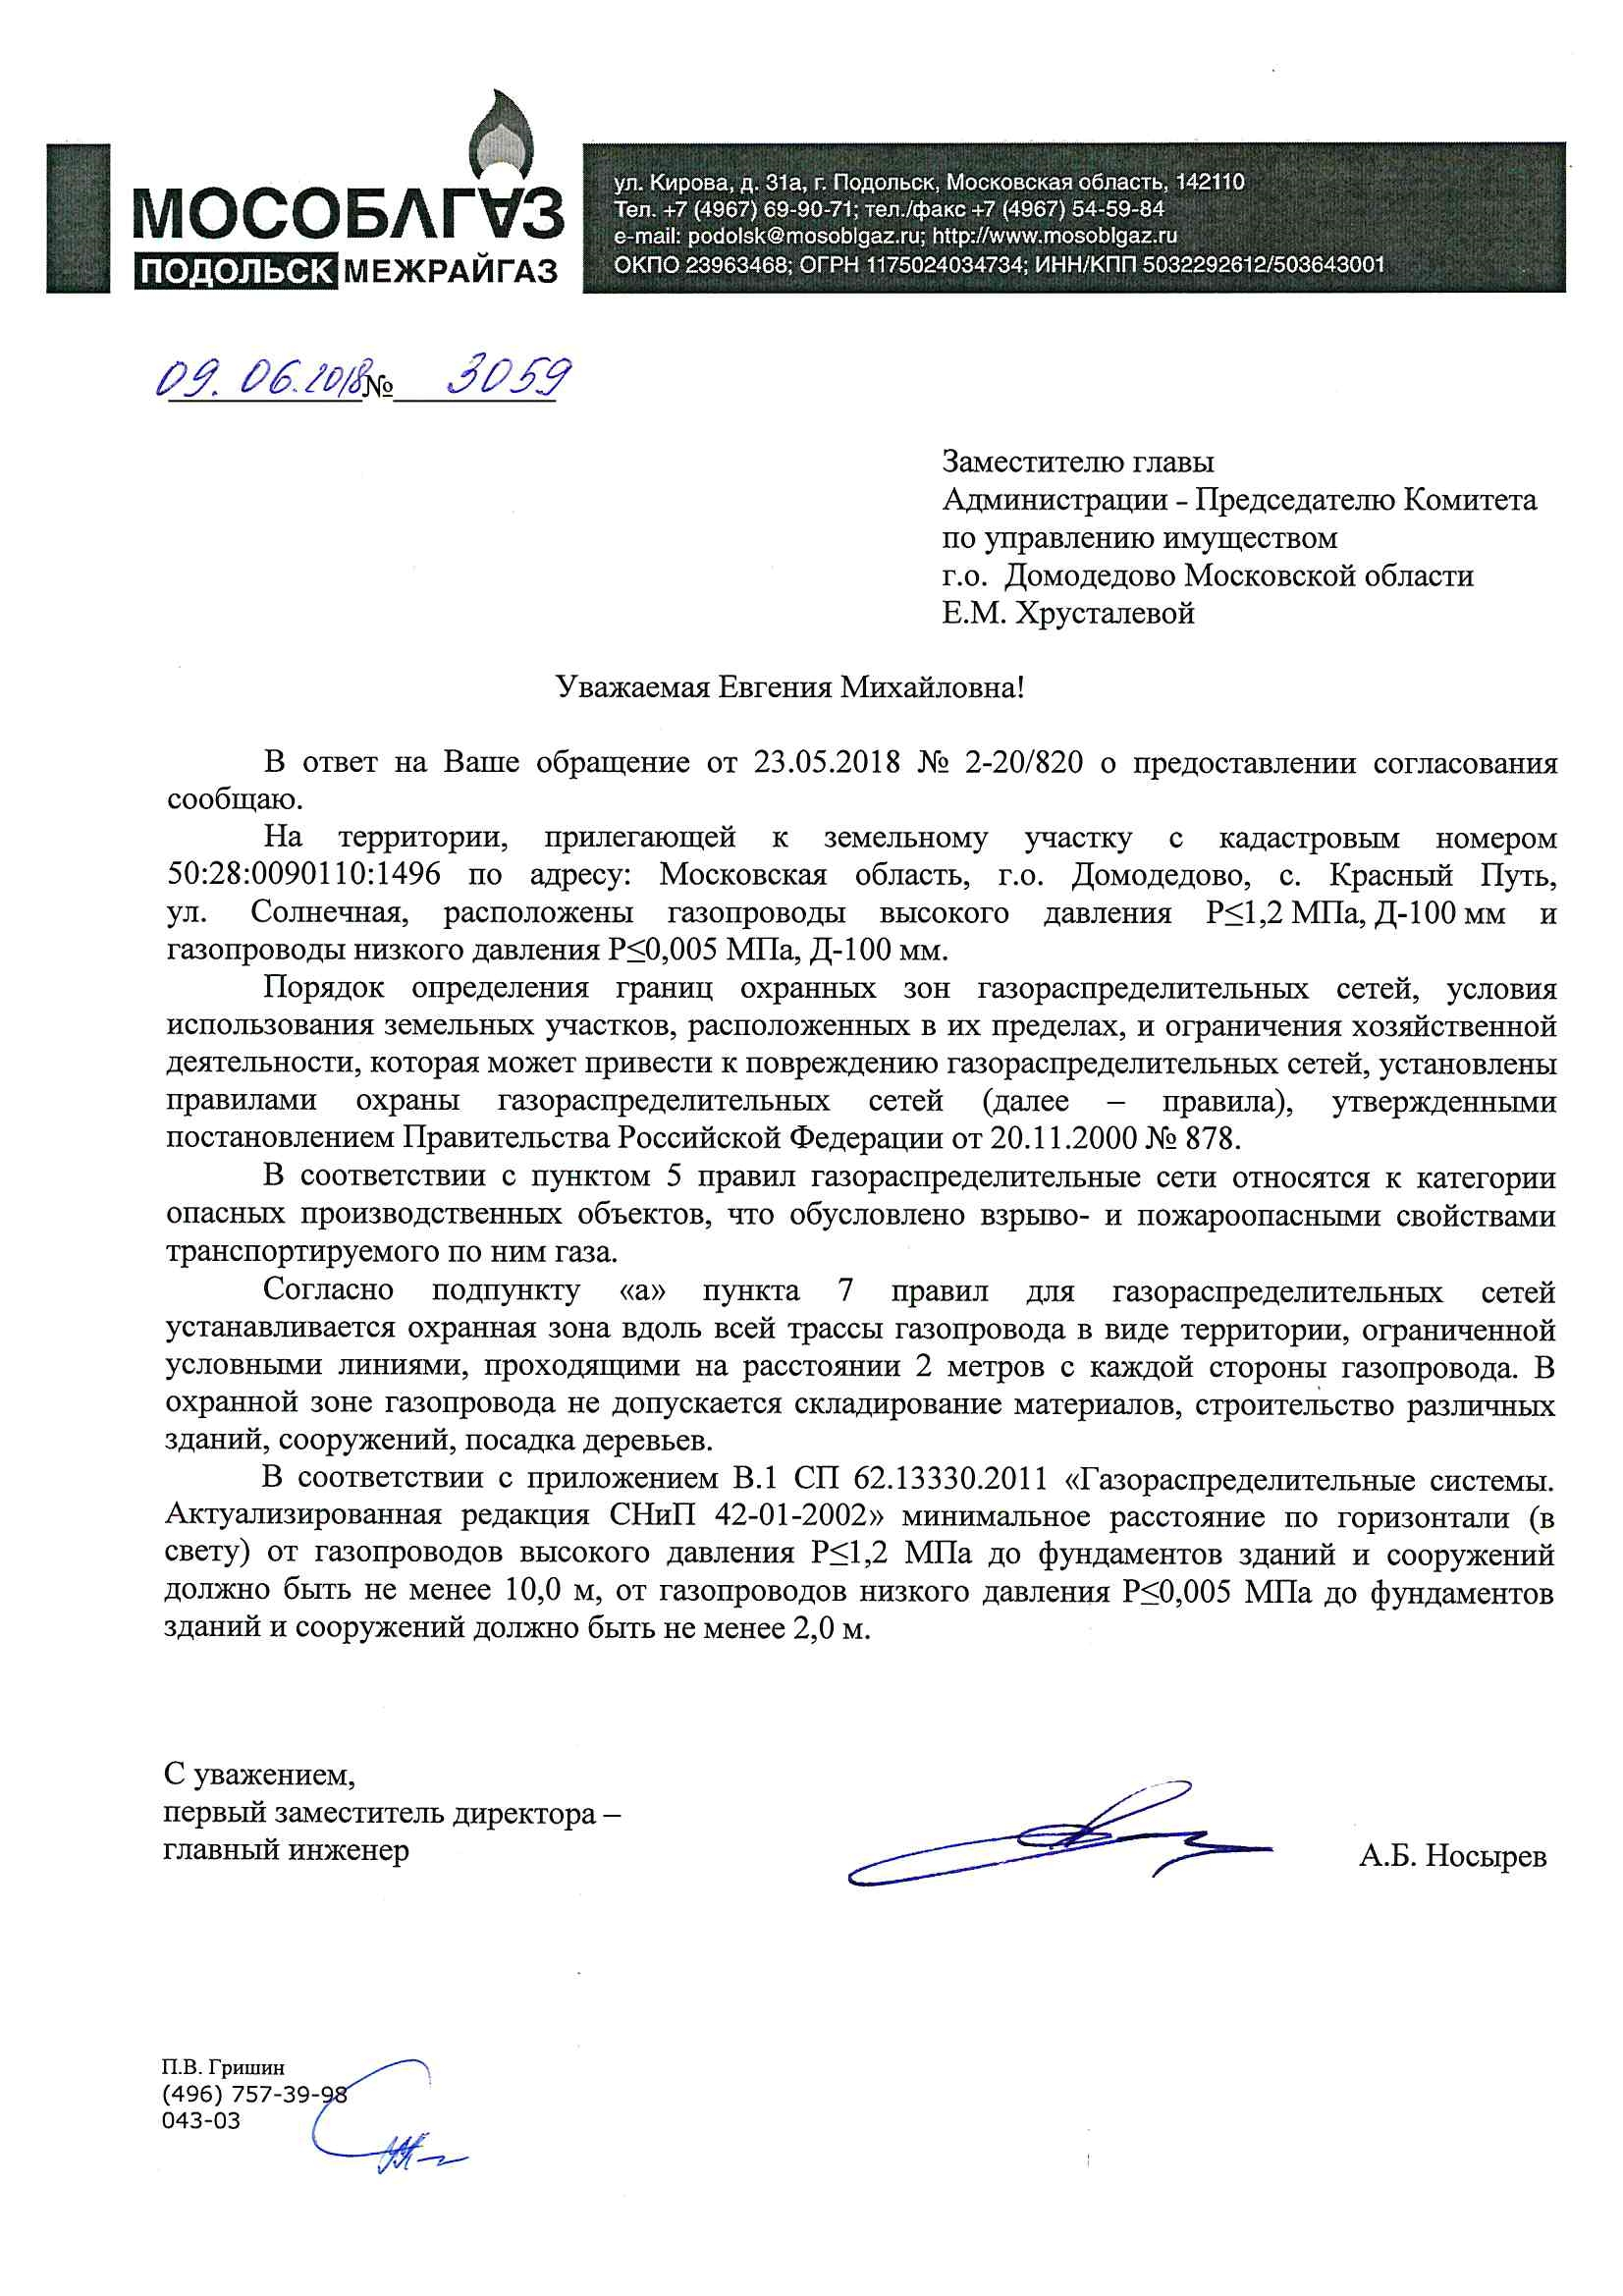 МОСОБЛГАЗ
ПОДОЛЬСК МЕЖРАЙГАЗ
ул. Кирова, д. 31а, г. Подольск, Московская область, 142110
Тел. +7 (4967) 69-90-71; тел./факс +7 (4967) 54-59-84
e-mail: podolsk@mosoblgaz.ru; http://www.mosoblgaz.ru
ОКПО 23963468; ОГРН 1175024034734; ИНН/КПП 5032292612/503643001
09.06.2018 № 3059
Заместителю главы
Администрации - Председателю Комитета
по управлению имуществом
г.о. Домодедово Московской области
Е.М. Хрусталевой
Уважаемая Евгения Михайловна!
В ответ на Ваше обращение от 23.05.2018 № 2-20/820 о предоставлении согласования
сообщаю.
На территории, прилегающей к земельному участку с кадастровым номером
50:28:0090110:1496 по адресу: Московская область, г.о. Домодедово, с. Красный Путь,
ул. Солнечная, расположены газопроводы высокого давления Р≤1,2 МПа, Д-100 мм и
газопроводы низкого давления Р≤0,005 МПа, Д-100 мм.
Порядок определения границ охранных зон газораспределительных сетей, условия
использования земельных участков, расположенных в их пределах, и ограничения хозяйственной
деятельности, которая может привести к повреждению газораспределительных сетей, установлены
правилами охраны газораспределительных сетей (далее – правила), утвержденными
постановлением Правительства Российской Федерации от 20.11.2000 № 878.
В соответствии с пунктом 5 правил газораспределительные сети относятся к категории
опасных производственных объектов, что обусловлено взрыво- и пожароопасными свойствами
транспортируемого по ним газа.
Согласно подпункту «а» пункта 7 правил для газораспределительных сетей
устанавливается охранная зона вдоль всей трассы газопровода в виде территории, ограниченной
условными линиями, проходящими на расстоянии 2 метров с каждой стороны газопровода. В
охранной зоне газопровода не допускается складирование материалов, строительство различных
зданий, сооружений, посадка деревьев.
В соответствии с приложением В.1 СП 62.13330.2011 «Газораспределительные системы.
Актуализированная редакция СНиП 42-01-2002» минимальное расстояние по горизонтали (в
свету) от газопроводов высокого давления Р≤1,2 МПа до фундаментов зданий и сооружений
должно быть не менее 10,0 м, от газопроводов низкого давления Р≤0,005 МПа до фундаментов
зданий и сооружений должно быть не менее 2,0 м.
С уважением,
первый заместитель директора –
главный инженер
А.Б. Носырев
П.В. Гришин
(496) 757-39-98
043-03